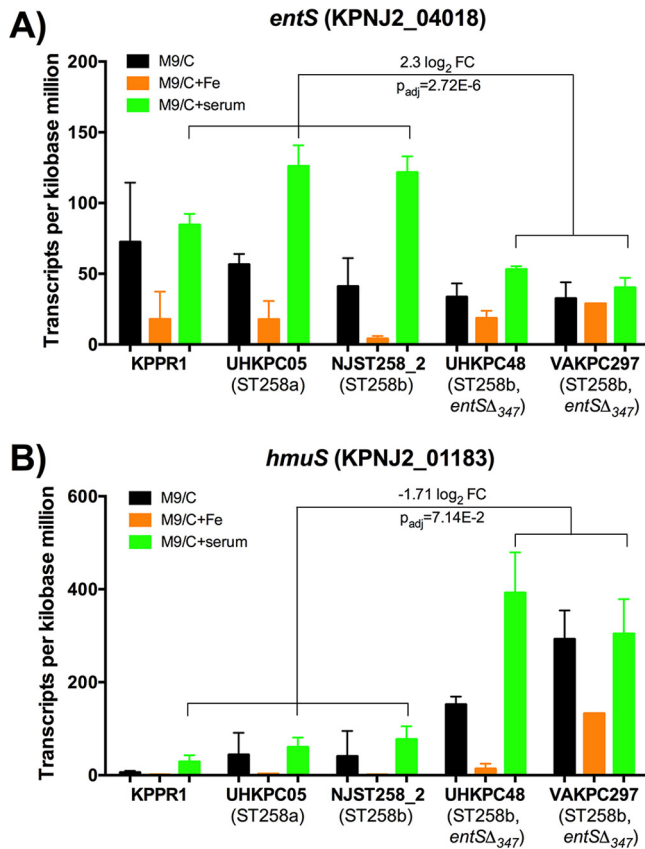 A)
entS (KPNJ2_04018)
Transcripts per kilobase million
200
150
100
50
0
M9/C
M9/C+Fe
M9/C+serum
2.3 log2 FC
padj=2.72E-6
KPPR1
UHKPC05
(ST258a)
NJST258_2
(ST258b)
UHKPC48
(ST258b,
entSΔ347)
VAKPC297
(ST258b,
entSΔ347)
B)
hmuS (KPNJ2_01183)
Transcripts per kilobase million
600
400
200
0
M9/C
M9/C+Fe
M9/C+serum
-1.71 log2 FC
padj=7.14E-2
KPPR1
UHKPC05
(ST258a)
NJST258_2
(ST258b)
UHKPC48
(ST258b,
entSΔ347)
VAKPC297
(ST258b,
entSΔ347)